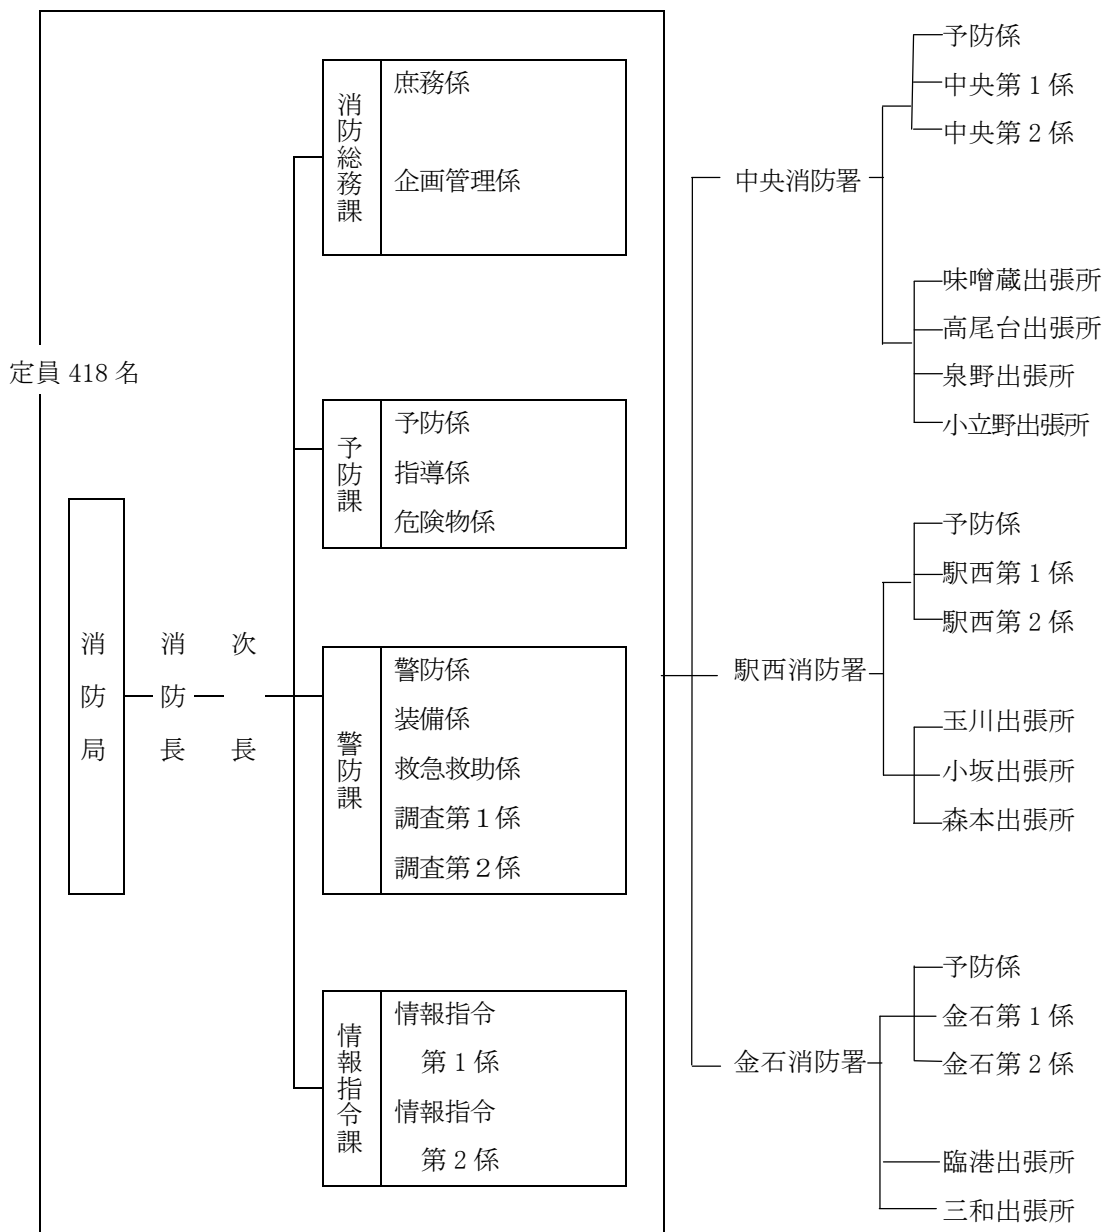 定員 418 名
消防局
消防長
次長
消防総務課
庶務係
企画管理係
予防課
予防係
指導係
危険物係
警防課
警防係
装備係
救急救助係
調査第１係
調査第２係
情報指令課
情報指令
第 1 係
情報指令
第 2 係
中央消防署
予防係
中央第 1 係
中央第 2 係
味噌蔵出張所
高尾台出張所
泉野出張所
小立野出張所
駅西消防署
予防係
駅西第 1 係
駅西第 2 係
玉川出張所
小坂出張所
森本出張所
金石消防署
予防係
金石第 1 係
金石第 2 係
臨港出張所
三和出張所